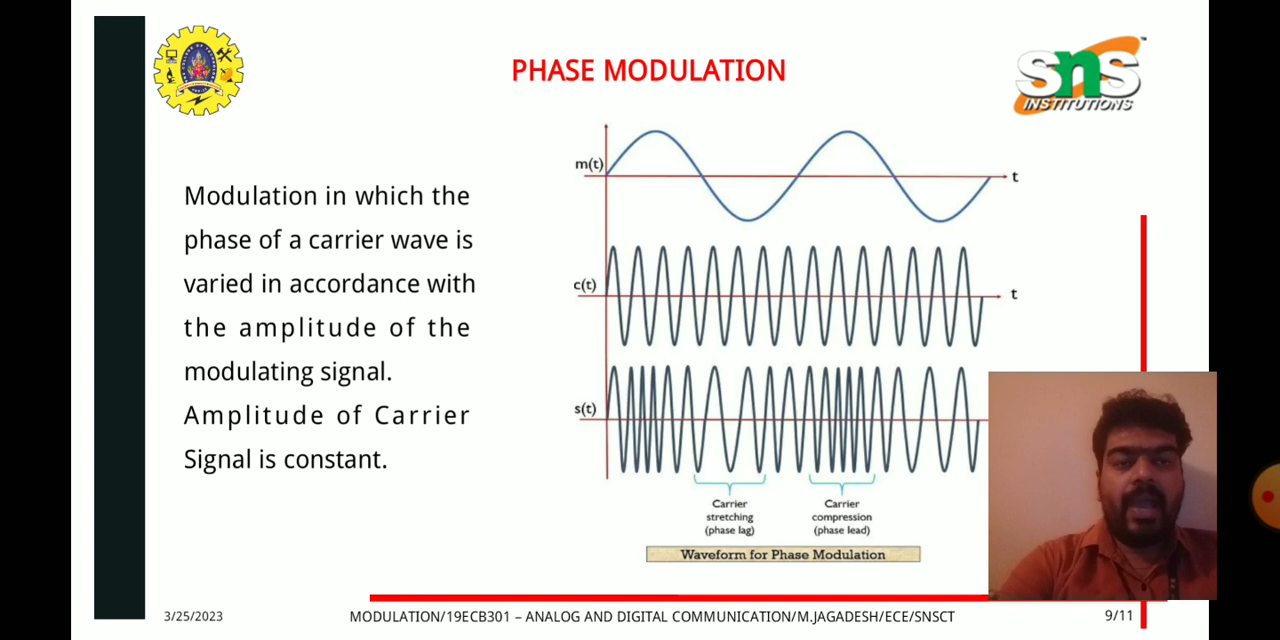 PHASE MODULATION
SNS
INSTITUTIONS
™
Modulation in which the
phase of a carrier wave is
varied in accordance with
the amplitude of the
modulating signal.
Amplitude of Carrier
Signal is constant.
m(t)
t
c(t)
t
s(t)
Carrier
stretching
(phase lag)
Carrier
compression
(phase lead)
Waveform for Phase Modulation
3/25/2023
MODULATION/19ECB301 – ANALOG AND DIGITAL COMMUNICATION/M.JAGADESH/ECE/SNSCT
9/11